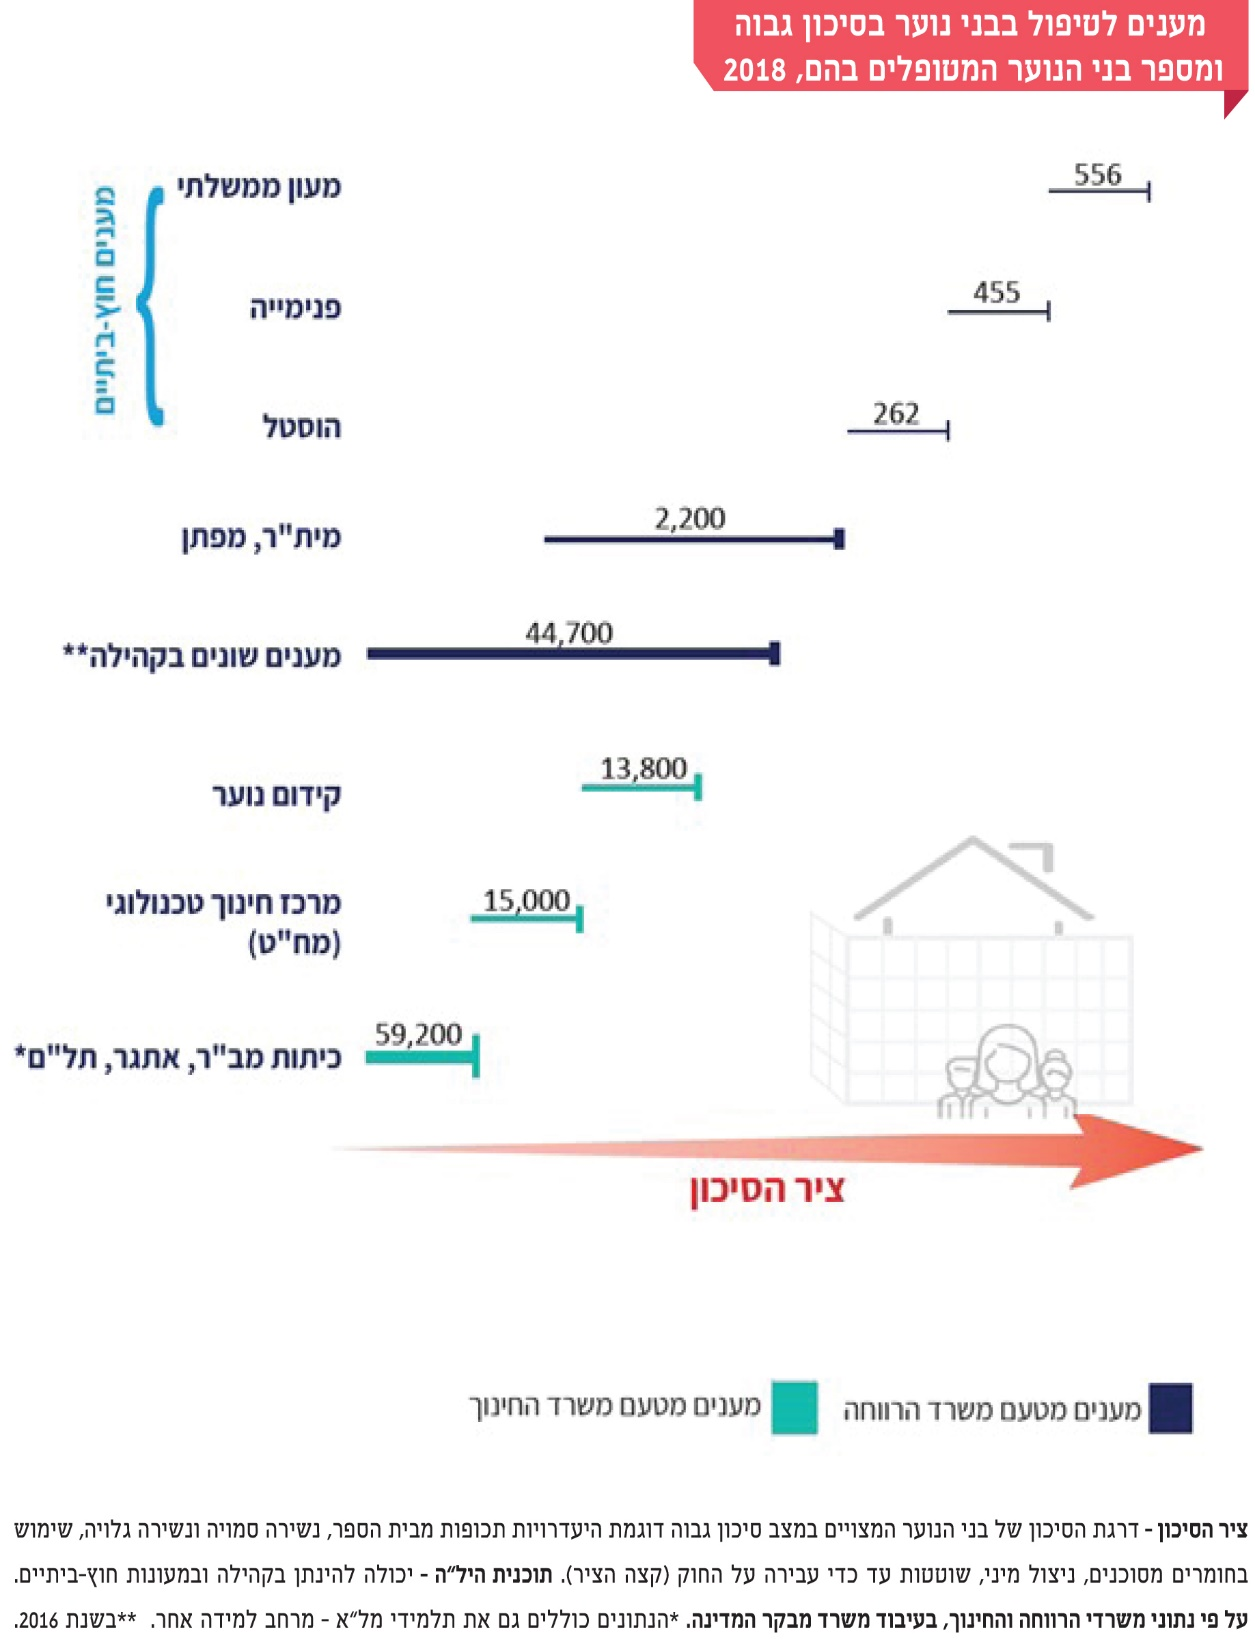 מענים לטיפול בבני נוער בסיכון גבוה
ומספר בני הנוער המטופלים בהם, 2018
מענים חוץ-ביתיים
מעון ממשלתי
556
פנימייה
455
הוסטל
262
מית"ר, מפתן
2,200
מענים שונים בקהילה**
44,700
קידום נוער
13,800
מרכז חינוך טכנולוגי
(מח"ט)
15,000
כיתות מב"ר, אתגר, תל"ם*
59,200
ציר הסיכון
מענים מטעם משרד הרווחה
מענים מטעם משרד החינוך
ציר הסיכון - דרגת הסיכון של בני הנוער המצויים במצב סיכון גבוה דוגמת היעדרויות תכופות מבית הספר, נשירה סמויה ונשירה גלויה, שימוש
בחומרים מסוכנים, ניצול מיני, שוטטות עד כדי עבירה על החוק (קצה הציר). תוכנית היל״ה - יכולה להינתן בקהילה ובמעונות חוץ-ביתיים.
על פי נתוני משרדי הרווחה והחינוך, בעיבוד משרד מבקר המדינה. *הנתונים כוללים גם את תלמידי מל״א - מרחב למידה אחר. **בשנת 2016.